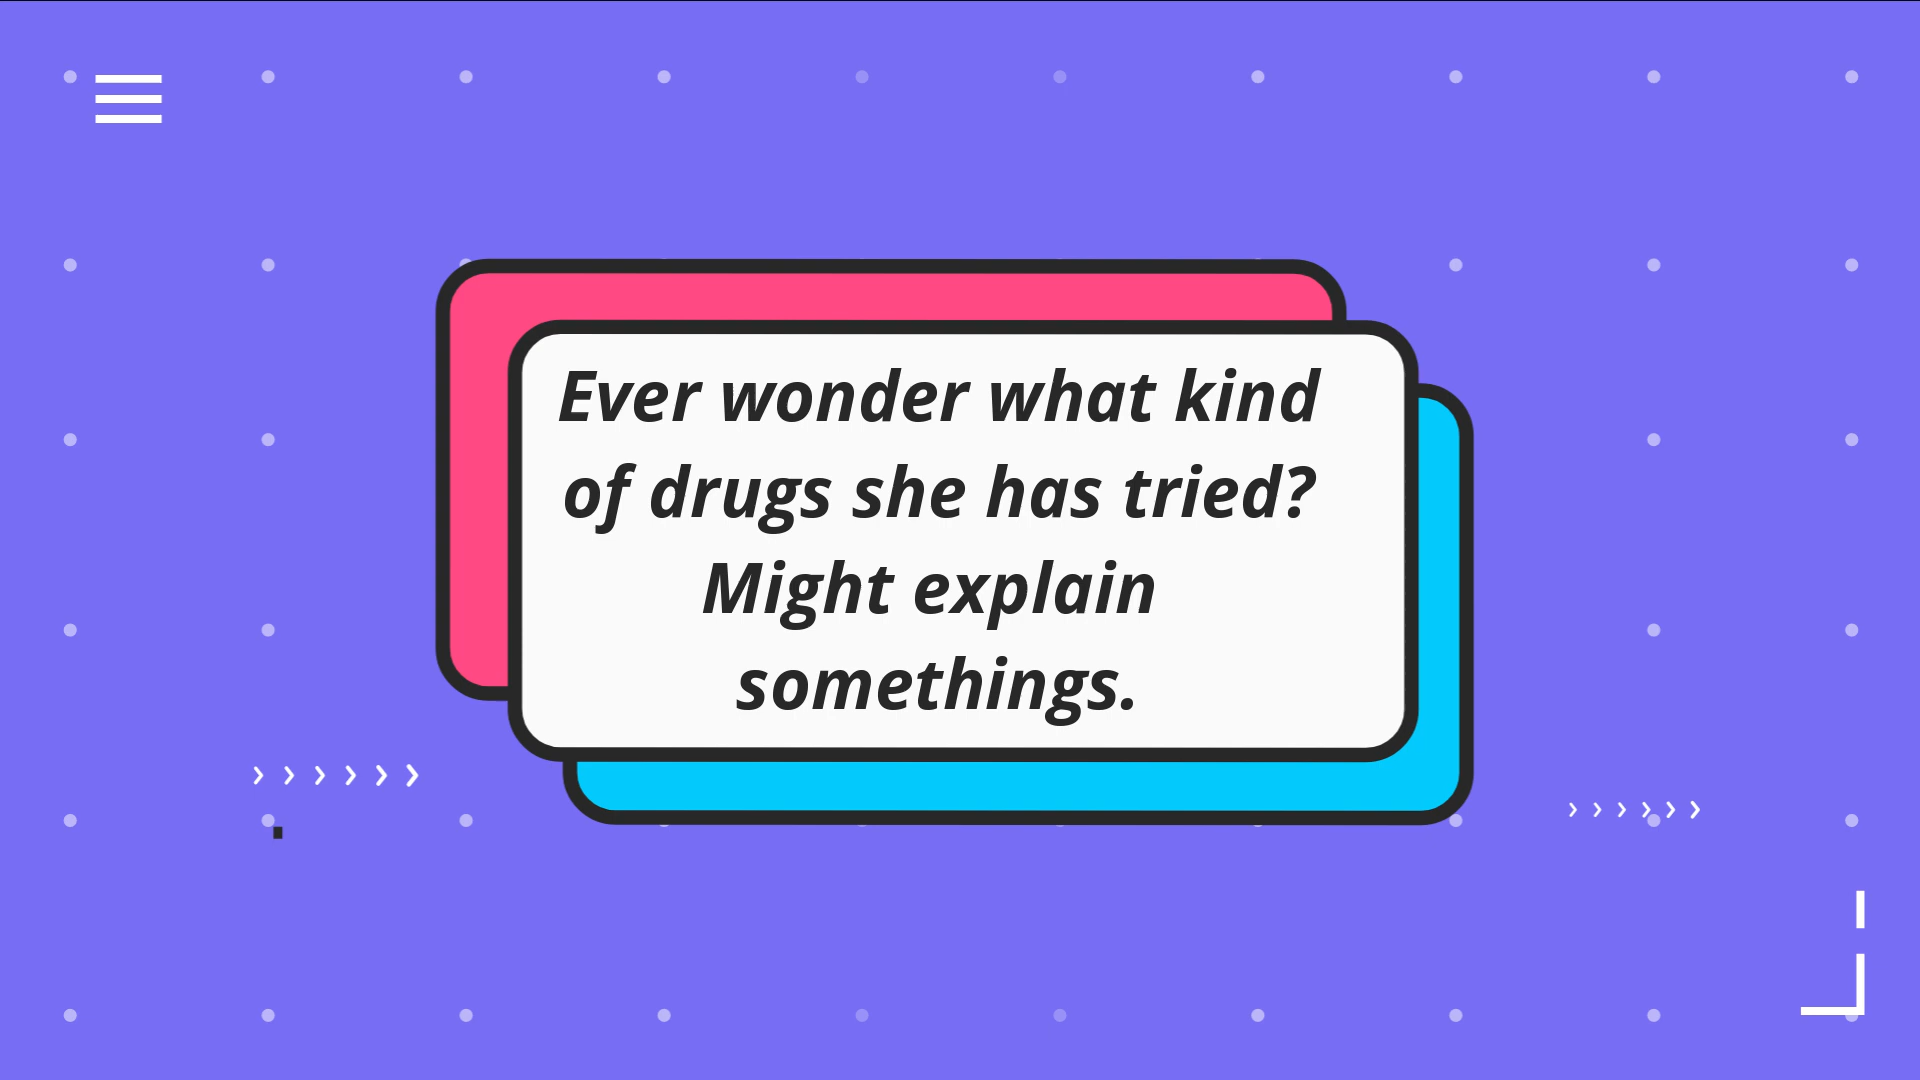 Ever wonder what kind
of drugs she has tried?
Might explain
somethings.